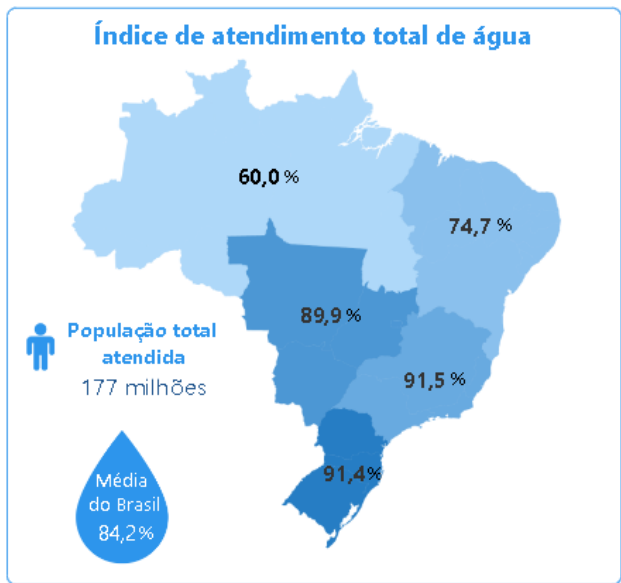 Índice de atendimento total de água
60,0 %
74,7 %
89,9 %
91,5 %
91,4%
População total
atendida
177 milhões
Média
do Brasil
84,2%